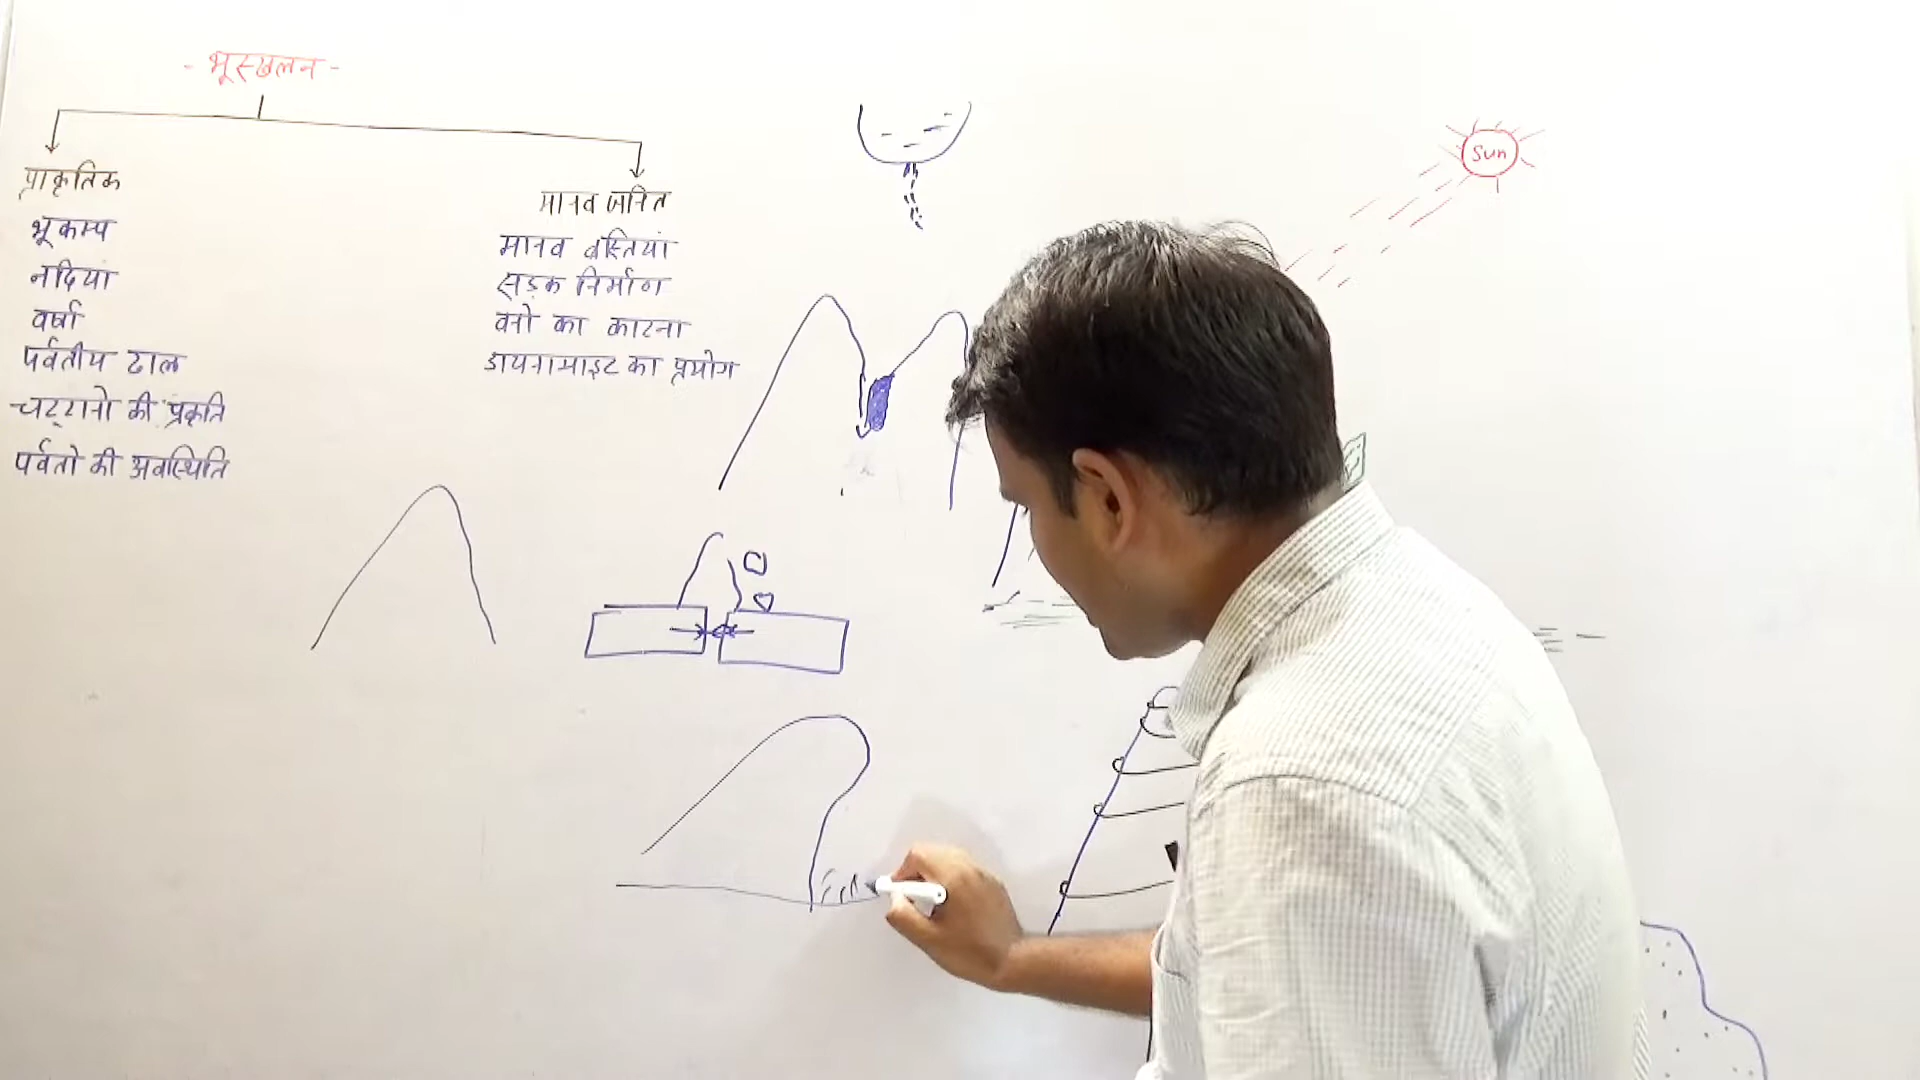 - भूस्खलन -
प्राकृतिक
भूकम्प
नदियां
वर्षा
पर्वतीय ढाल
चट्टानो की प्रकृति
पर्वतो की अवस्थिति
मानव जनित
मानव बस्तियां
सड़क निर्माण
वनो का काटना
डायनामाइट का प्रयोग
Sun